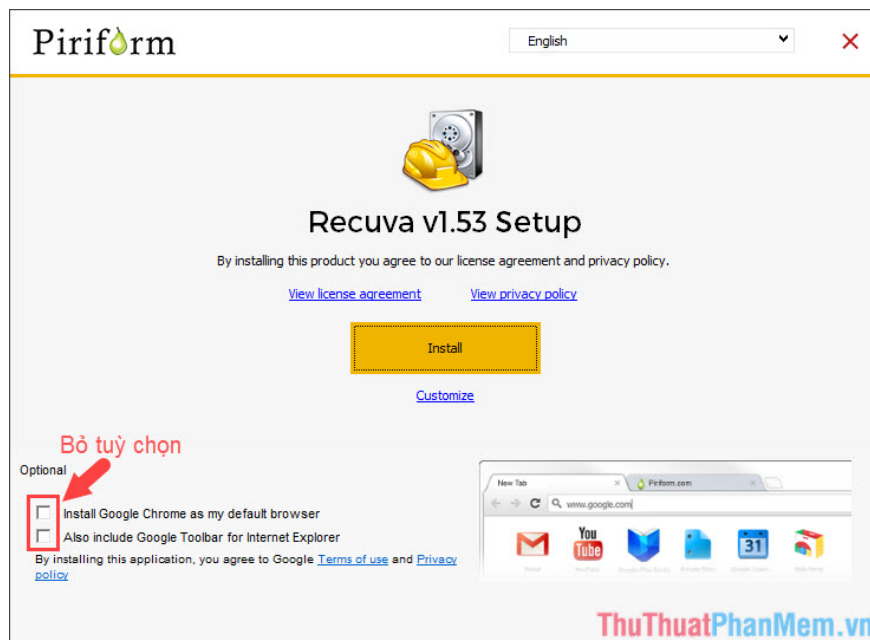 Piriform
English
Recuva v1.53 Setup
By installing this product you agree to our license agreement and privacy policy.
View license agreement View privacy policy
Install
Customize
Bỏ tuỳ chọn
Optional
Install Google Chrome as my default browser
Also include Google Toolbar for Internet Explorer
By installing this application, you agree to Google Terms of use and Privacy
policy
New Tab
Piriform.com
www.google.com
You
Tube
31
ThuThuatPhanMem.vn